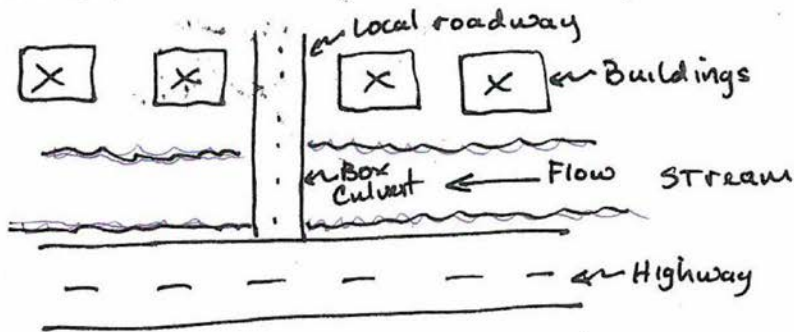 Local roadway
X X X X
Buildings
Box
Culvert
Flow
Stream
Highway